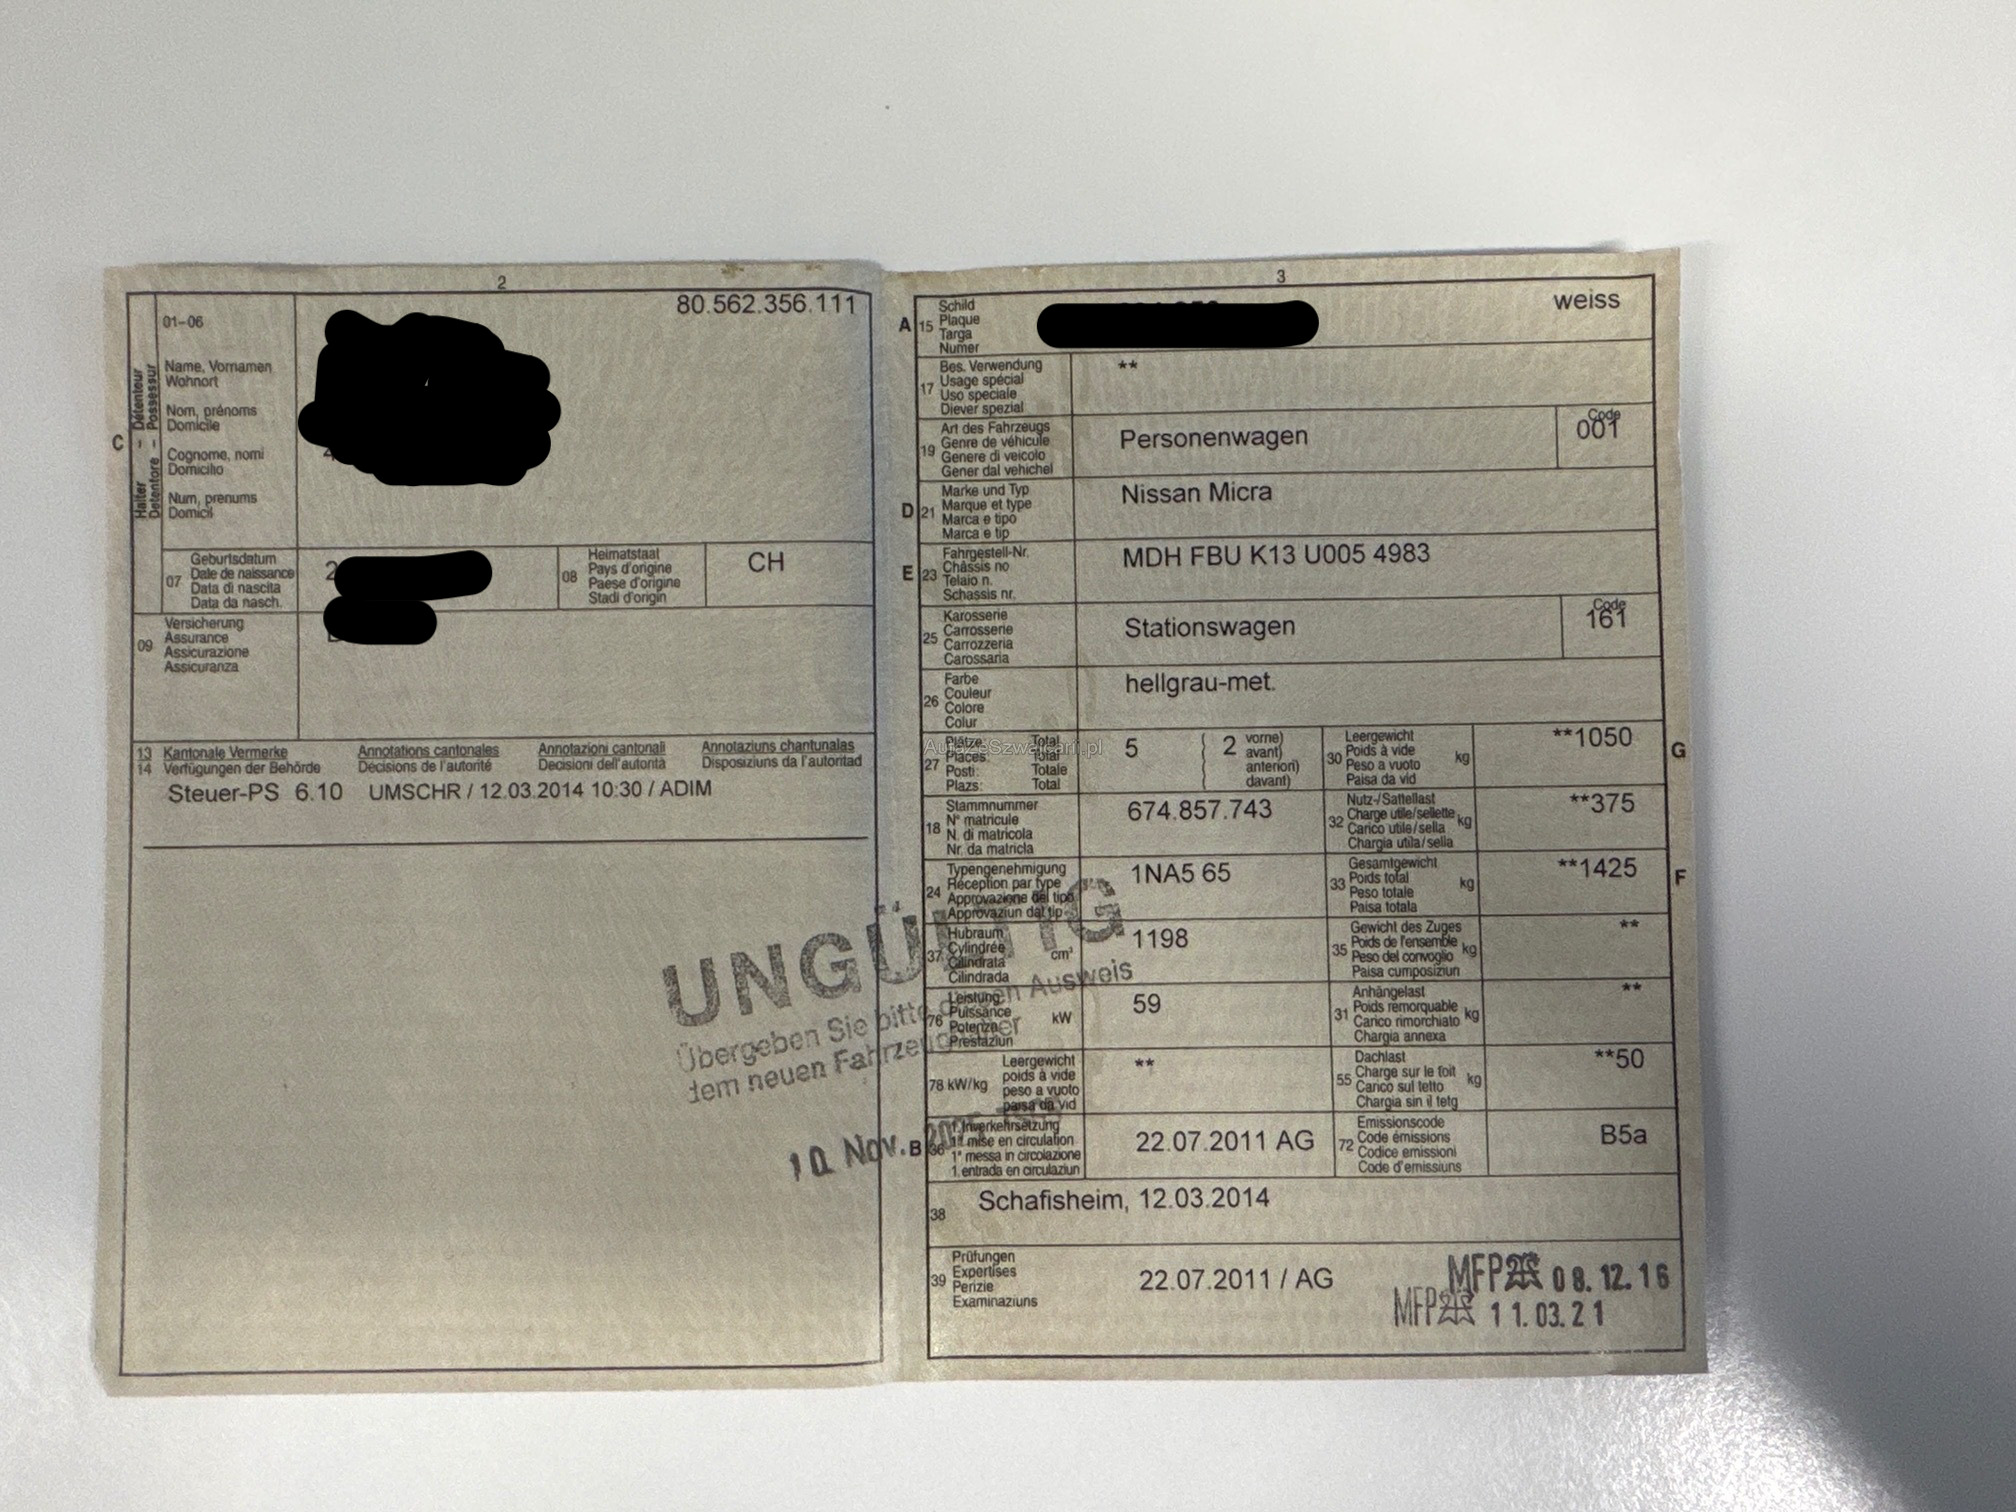 2
80.562.356.111
01–06
Name, Vornamen
Wohnort
Nom, prénoms
Domicile
Cognome, nomi
Domicilio
Num, prenums
Domicil
C
Halter - Détenteur
Detentore - Possessur
07
Geburtsdatum
Date de naissance
Data di nascita
Data da nasch.
2
08
Heimatstaat
Pays d'origine
Paese d'origine
Stadi d'origin
CH
09
Versicherung
Assurance
Assicurazione
Assicuranza
13 Kantonale Vermerke Annotations cantonales Annotazioni cantonali Annotaziuns chantunalas
14 Verfügungen der Behörde Décisions de l'autorité Decisioni dell'autorità Disposiziuns da l'autoritad
Steuer-PS 6.10 UMSCHR / 12.03.2014 10:30 / ADIM
UNGÜLTIG
Übergeben Sie bitte diesen Ausweis
dem neuen Fahrzeughalter
10. Nov.
3
A 15
Schild
Plaque
Targa
Numer
weiss
17
Bes. Verwendung
Usage spécial
Uso speciale
Diever spezial
**
19
Art des Fahrzeugs
Genre de véhicule
Genere di veicolo
Gener dal vehichel
Personenwagen
Code
001
D 21
Marke und Typ
Marque et type
Marca e tipo
Marca e tip
Nissan Micra
E 23
Fahrgestell-Nr.
Châssis no
Telaio n.
Schassis nr.
MDH FBU K13 U005 4983
25
Karosserie
Carrosserie
Carrozzeria
Carossaria
Stationswagen
Code
161
26
Farbe
Couleur
Colore
Colur
hellgrau-met.
AutazeSzwajcarii.pl
27
Plätze: Total
Places: Total
Posti: Totale
Plazs: Total
5
2
vorne)
avant)
anteriori)
davant)
30
Leergewicht
Poids à vide
Peso a vuoto
Paisa da vid
kg
**1050
G
18
Stammnummer
N° matricule
N. di matricola
Nr. da matricla
674.857.743
32
Nutz-/Sattellast
Charge utile/sellette
Carico utile/sella
Chargia utila/sella
kg
**375
24
Typengenehmigung
Réception par type
Approvazione del tipo
Approvaziun dal tip
1NA5 65
33
Gesamtgewicht
Poids total
Peso totale
Paisa totala
kg
**1425
F
37
Hubraum
Cylindrée
Cilindrata
Cilindrada
cm³
1198
35
Gewicht des Zuges
Poids de l'ensemble
Peso del convoglio
Paisa cumposiziun
kg
**
76
Leistung
Puissance
Potenza
Prestaziun
kW
59
31
Anhängelast
Poids remorquable
Carico rimorchiato
Chargia annexa
kg
**
78 kW/kg
Leergewicht
poids à vide
peso a vuoto
paisa da vid
**
55
Dachlast
Charge sur le toit
Carico sul tetto
Chargia sin il tetg
kg
**50
B 36
1. Inverkehrsetzung
1re mise en circulation
1a messa in circolazione
1. entrada en circulaziun
22.07.2011 AG
72
Emissionscode
Code émissions
Codice emissioni
Code d'emissiuns
B5a
38
Schafisheim, 12.03.2014
39
Prüfungen
Expertises
Perizie
Examinaziuns
22.07.2011 / AG
MFP 08.12.16
MFP 11.03.21